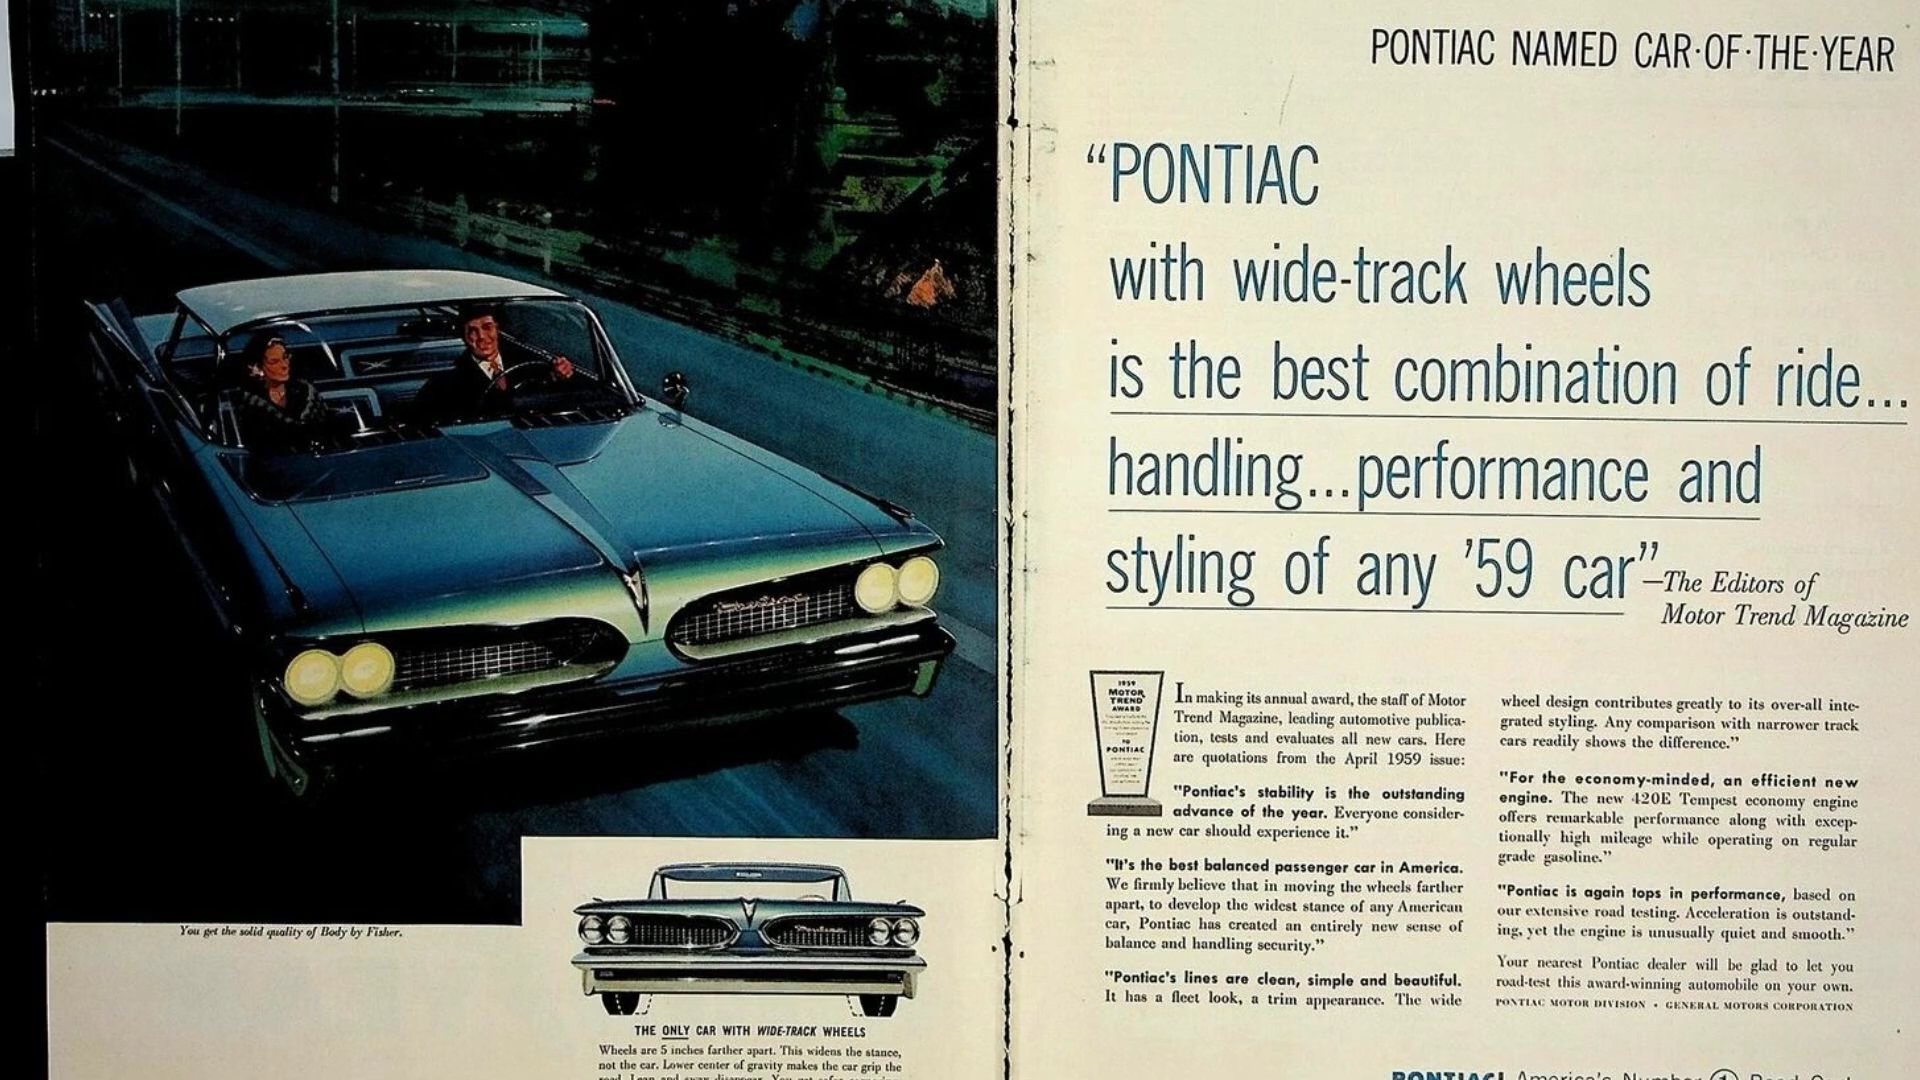 You get the solid quality of Body by Fisher.
THE ONLY CAR WITH WIDE-TRACK WHEELS
Wheels are 5 inches farther apart. This widens the stance,
not the car. Lower center of gravity makes the car grip the
PONTIAC NAMED CAR·OF·THE·YEAR
“PONTIAC
with wide-track wheels
is the best combination of ride...
handling...performance and
styling of any ’59 car”
—The Editors of
Motor Trend Magazine
1959
MOTOR
TREND
AWARD
TO
PONTIAC
In making its annual award, the staff of Motor
Trend Magazine, leading automotive publica-
tion, tests and evaluates all new cars. Here
are quotations from the April 1959 issue:
"Pontiac's stability is the outstanding
advance of the year. Everyone consider-
ing a new car should experience it.”
"It's the best balanced passenger car in America.
We firmly believe that in moving the wheels farther
apart, to develop the widest stance of any American
car, Pontiac has created an entirely new sense of
balance and handling security.”
"Pontiac's lines are clean, simple and beautiful.
It has a fleet look, a trim appearance. The wide
wheel design contributes greatly to its over-all inte-
grated styling. Any comparison with narrower track
cars readily shows the difference.”
"For the economy-minded, an efficient new
engine. The new 420E Tempest economy engine
offers remarkable performance along with excep-
tionally high mileage while operating on regular
grade gasoline.”
"Pontiac is again tops in performance, based on
our extensive road testing. Acceleration is outstand-
ing, yet the engine is unusually quiet and smooth.”
Your nearest Pontiac dealer will be glad to let you
road-test this award-winning automobile on your own.
PONTIAC MOTOR DIVISION • GENERAL MOTORS CORPORATION
PONTIAC! America's Number 1 Road Car!